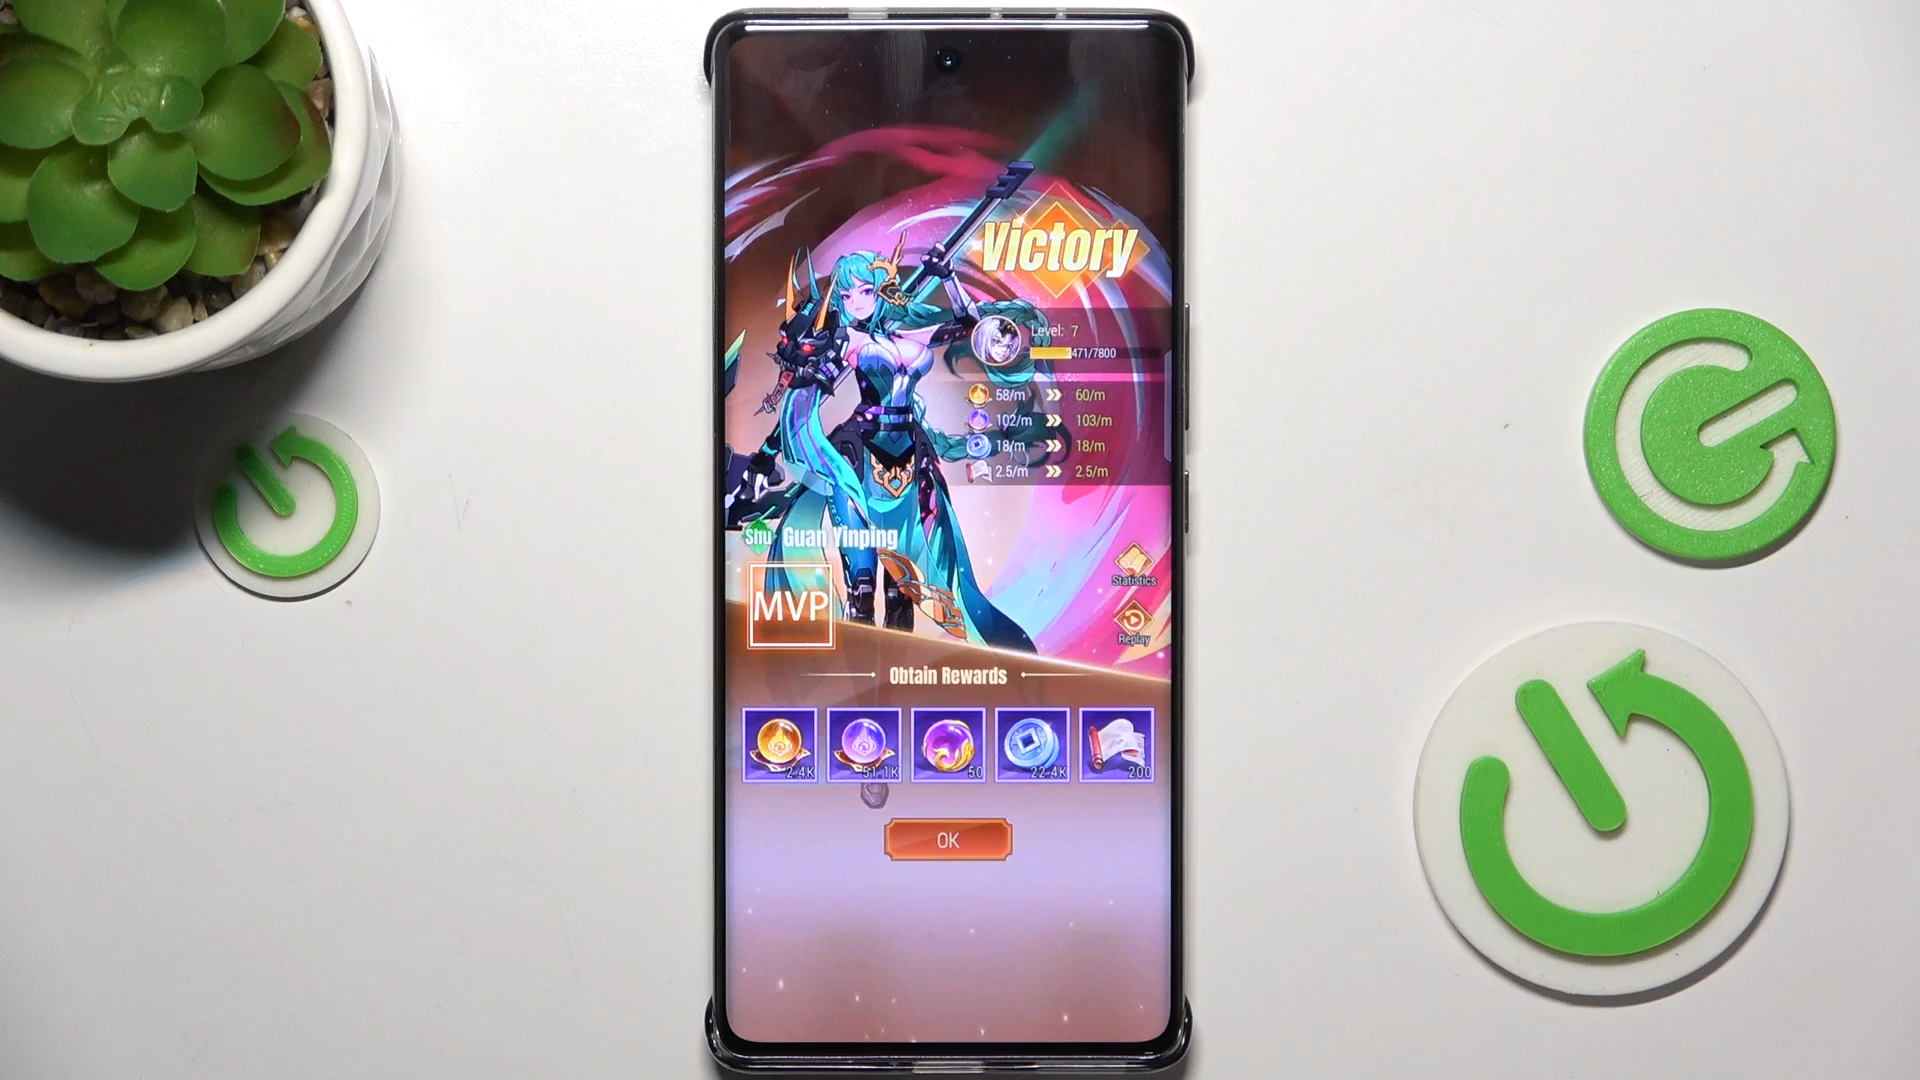 Victory
Level: 7
2471/7800
58/m 60/m
102/m 103/m
18/m 18/m
2.5/m 2.5/m
Shu Guan Yinping
MVP
Statistics
Replay
Obtain Rewards
2.4K 51.1K 50 22.4K 200
OK